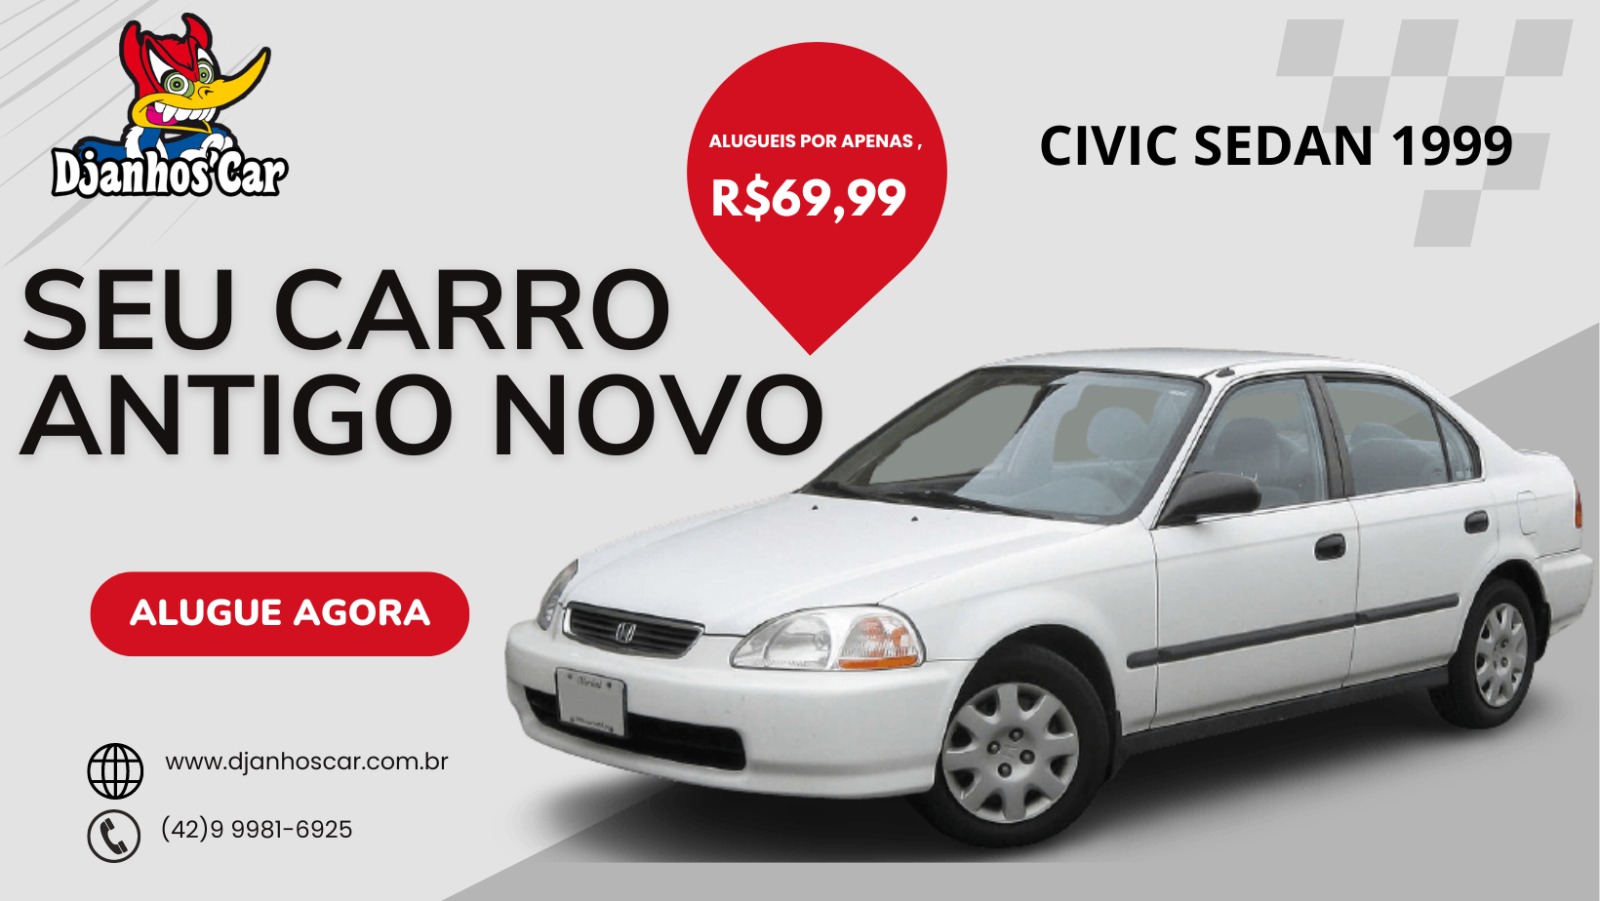 Djanhos'Car
ALUGUEIS POR APENAS ,
R$69,99
CIVIC SEDAN 1999
SEU CARRO
ANTIGO NOVO
ALUGUE AGORA
www.djanhoscar.com.br
(42)9 9981-6925